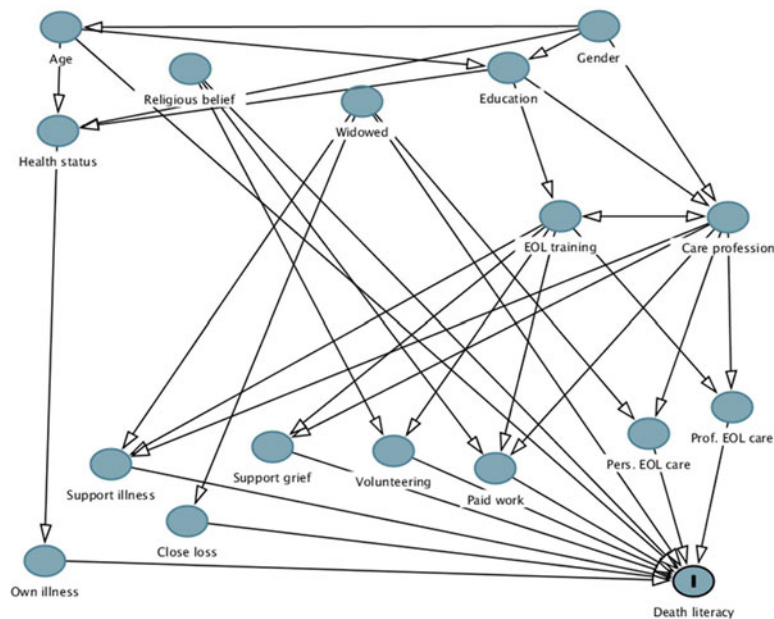 Age
Gender
Religious belief
Education
Widowed
Health status
EOL training
Care profession
Prof. EOL care
Pers. EOL care
Support grief
Volunteering
Support illness
Paid work
Close loss
Own illness
I
Death literacy